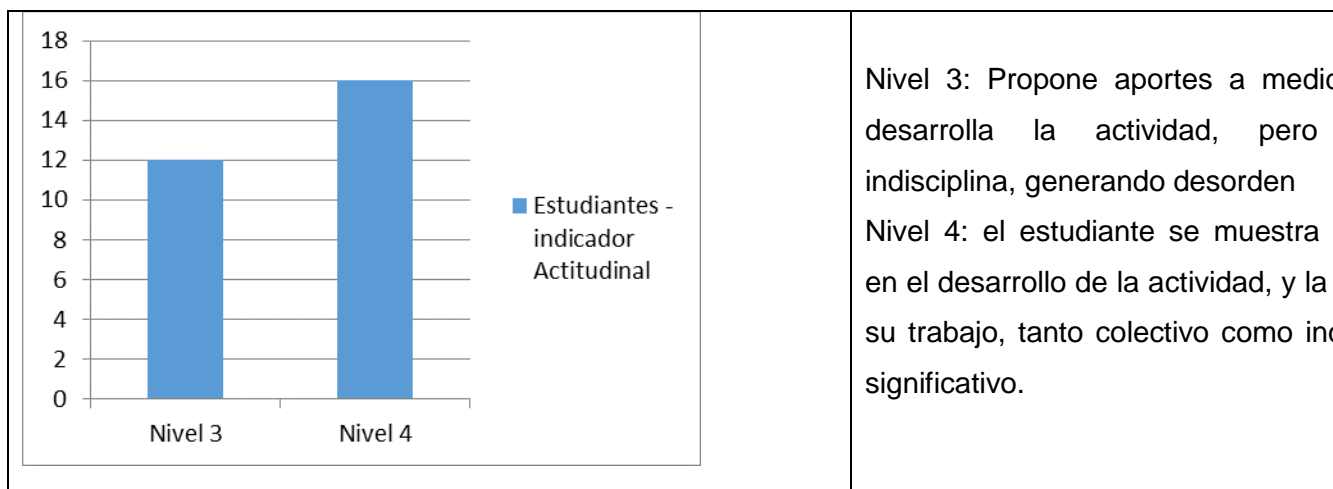 18
16
14
12
10
8
6
4
2
0
Nivel 3
Nivel 4
Estudiantes -
indicador
Actitudinal
Nivel 3: Propone aportes a
desarrolla la actividad, pero
indisciplina, generando desorden
Nivel 4: el estudiante se muestra
en el desarrollo de la actividad, y la
su trabajo, tanto colectivo como
significativo.